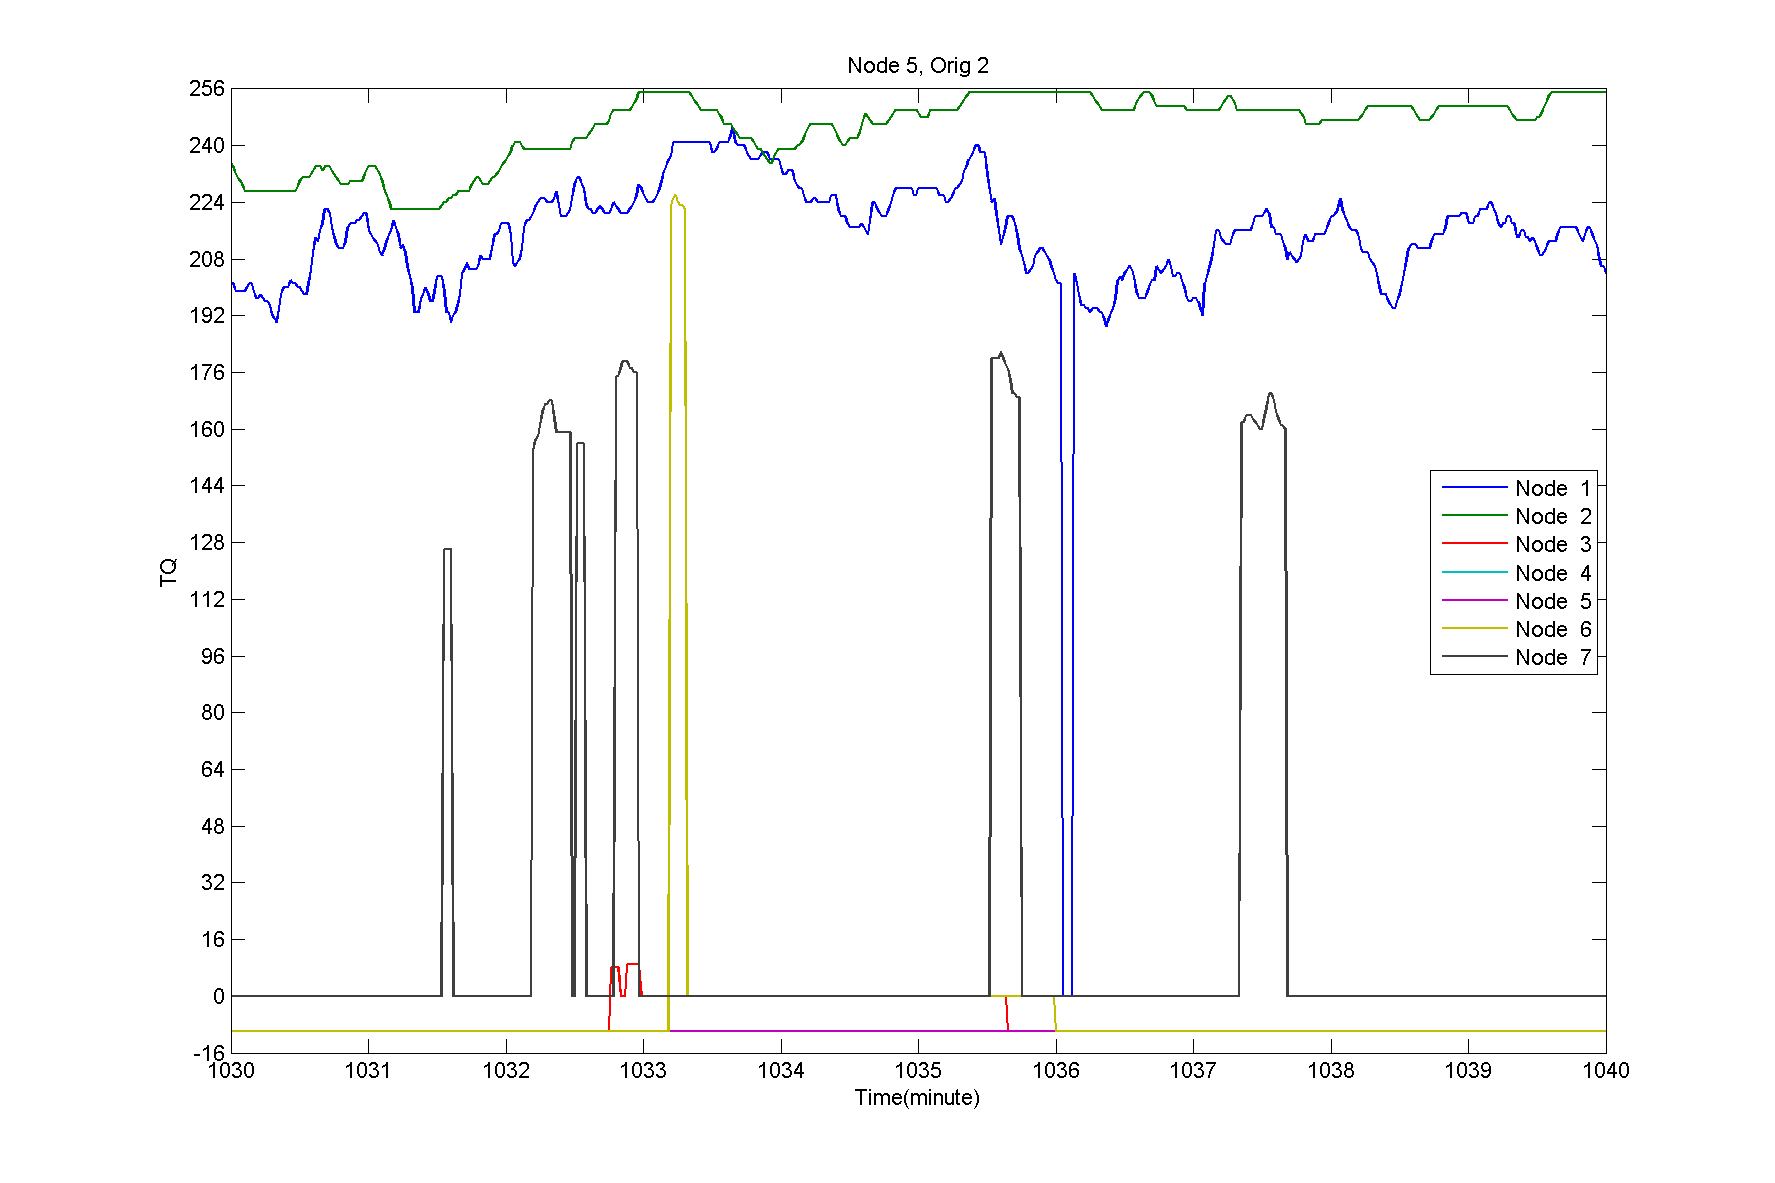 Node 5, Orig 2
256
240
224
208
192
176
160
144
128
112
96
80
64
48
32
16
0
-16
TQ
Node 1
Node 2
Node 3
Node 4
Node 5
Node 6
Node 7
1030 1031 1032 1033 1034 1035 1036 1037 1038 1039 1040
Time(minute)